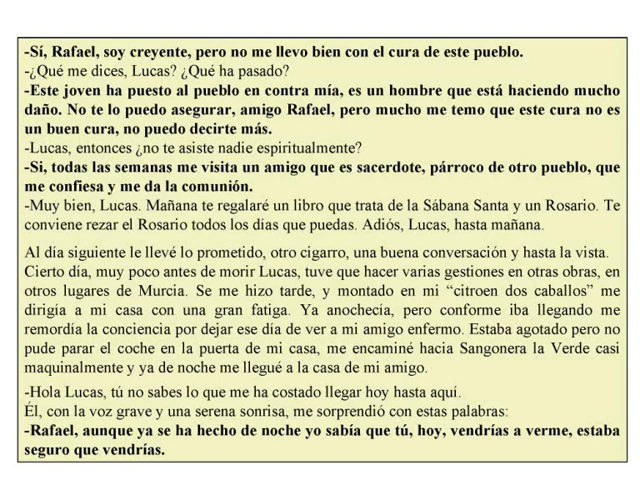 -Sí, Rafael, soy creyente, pero no me llevo bien con el cura de este pueblo.
-¿Qué me dices, Lucas? ¿Qué ha pasado?
-Este joven ha puesto al pueblo en contra mía, es un hombre que está haciendo mucho
daño. No te lo puedo asegurar, amigo Rafael, pero mucho me temo que este cura no es
un buen cura, no puedo decirte más.
-Lucas, entonces ¿no te asiste nadie espiritualmente?
-Si, todas las semanas me visita un amigo que es sacerdote, párroco de otro pueblo, que
me confiesa y me da la comunión.
-Muy bien, Lucas. Mañana te regalaré un libro que trata de la Sábana Santa y un Rosario. Te
conviene rezar el Rosario todos los días que puedas. Adiós, Lucas, hasta mañana.
Al día siguiente le llevé lo prometido, otro cigarro, una buena conversación y hasta la vista.
Cierto día, muy poco antes de morir Lucas, tuve que hacer varias gestiones en otras obras, en
otros lugares de Murcia. Se me hizo tarde, y montado en mi “citroen dos caballos” me
dirigía a mi casa con una gran fatiga. Ya anochecía, pero conforme iba llegando me
remordía la conciencia por dejar ese día de ver a mi amigo enfermo. Estaba agotado pero no
pude parar el coche en la puerta de mi casa, me encaminé hacia Sangonera la Verde casi
maquinalmente y ya de noche me llegué a la casa de mi amigo.
-Hola Lucas, tú no sabes lo que me ha costado llegar hoy hasta aquí.
Él, con la voz grave y una serena sonrisa, me sorprendió con estas palabras:
-Rafael, aunque ya se ha hecho de noche yo sabía que tú, hoy, vendrías a verme, estaba
seguro que vendrías.